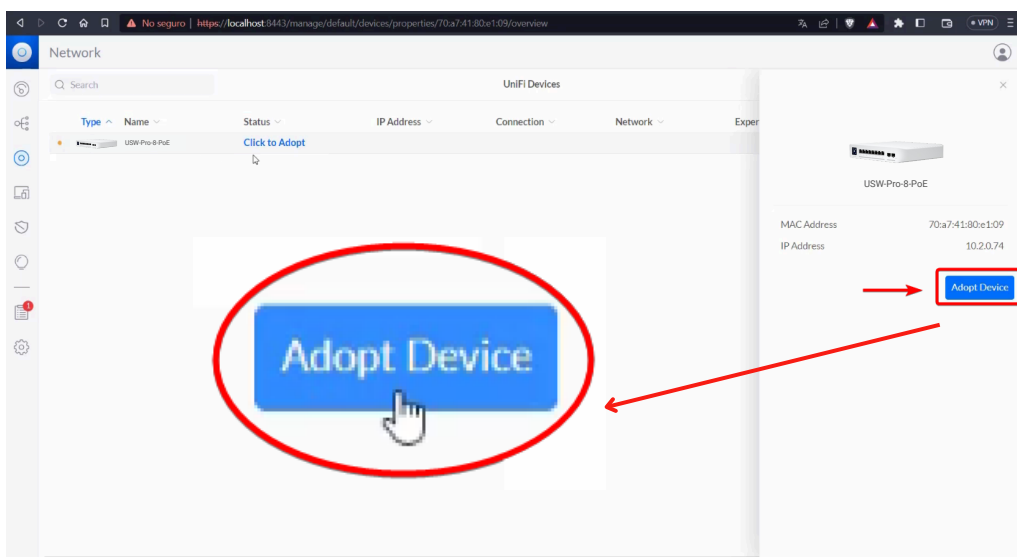 No seguro | https://localhost:8443/manage/default/devices/properties/70:a7:41:80:e1:09/overview
VPN
Network
Search
UniFi Devices
Type Name Status IP Address Connection Network Exper
USW-Pro-8-PoE Click to Adopt
USW-Pro-8-PoE
MAC Address 70:a7:41:80:e1:09
IP Address 10.2.0.74
Adopt Device
Adopt Device
1